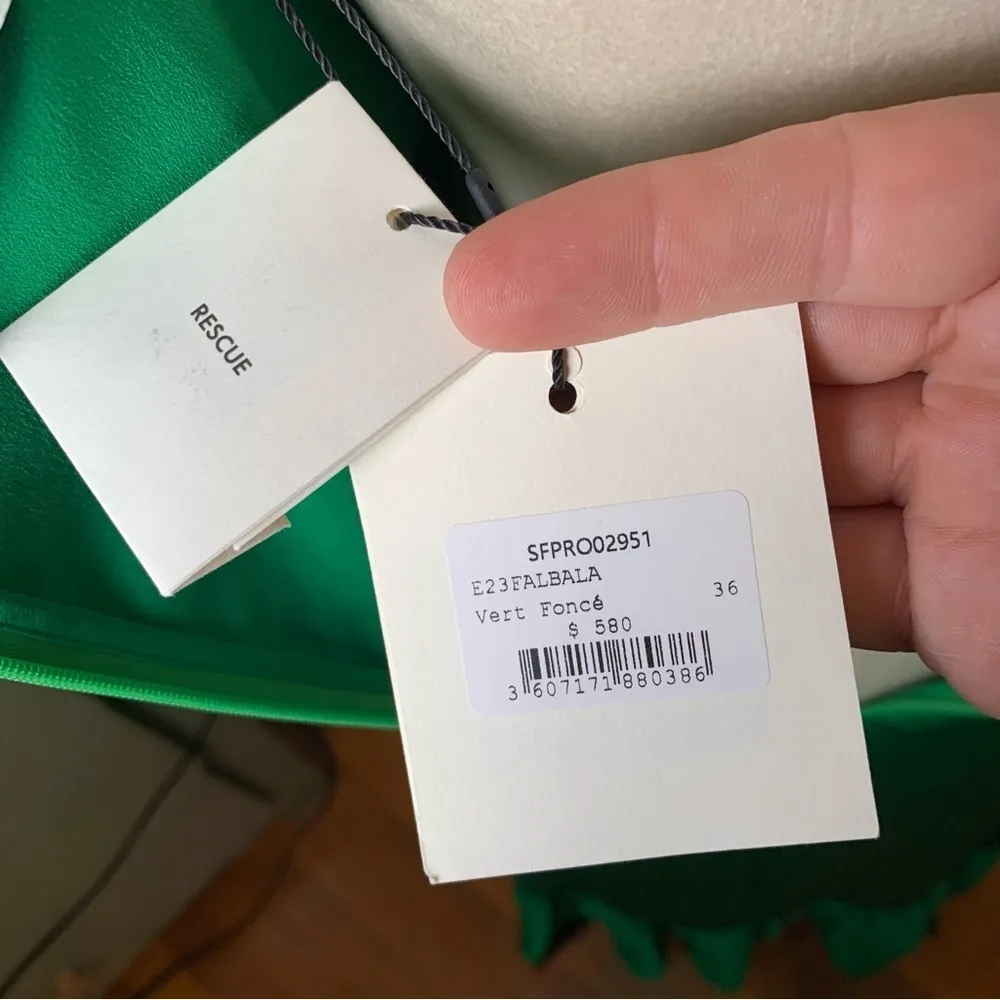 RESCUE
SFPRO02951
E23FALBALA
Vert Foncé 36
$ 580
3 607171 880386